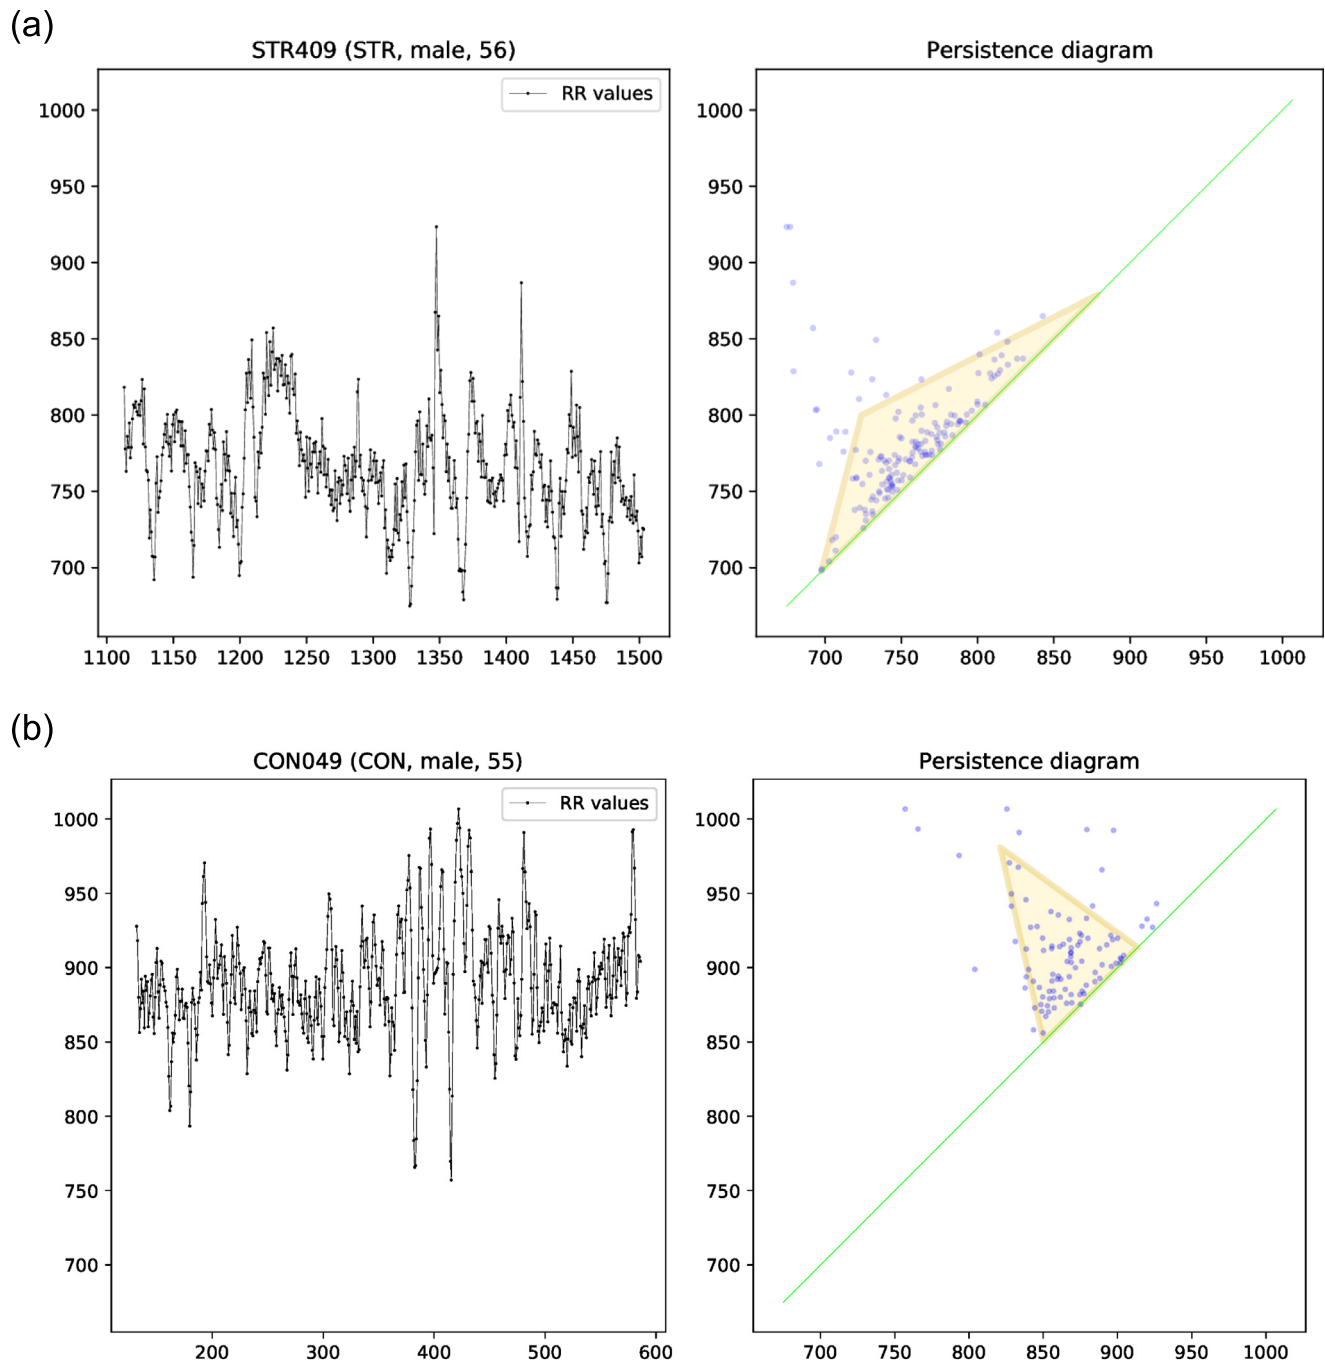 (a)
STR409 (STR, male, 56)
Persistence diagram
RR values
1000
950
900
850
800
750
700
1100 1150 1200 1250 1300 1350 1400 1450 1500
1000
950
900
850
800
750
700
700 750 800 850 900 950 1000
(b)
CON049 (CON, male, 55)
Persistence diagram
RR values
1000
950
900
850
800
750
700
200 300 400 500 600
1000
950
900
850
800
750
700
700 750 800 850 900 950 1000